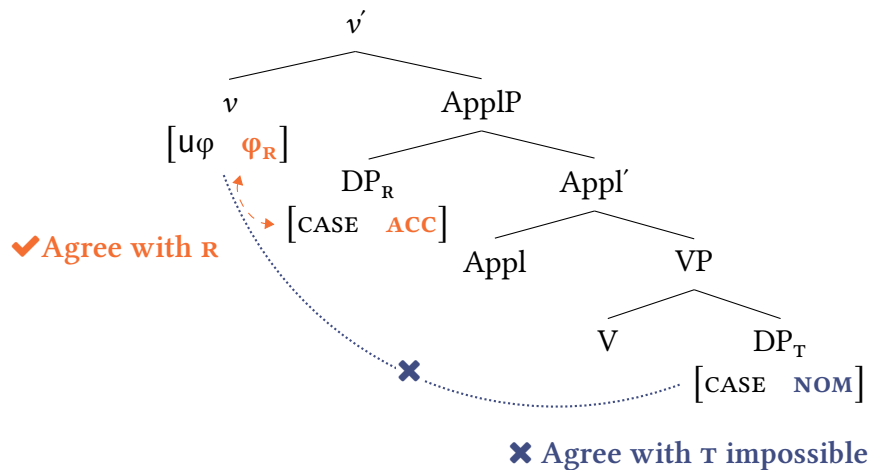 v′
v ApplP
[uφ φR]
DPR Appl′
[CASE ACC]
✔Agree with R
Appl VP
V DPT
✖
[CASE NOM]
✖ Agree with T impossible